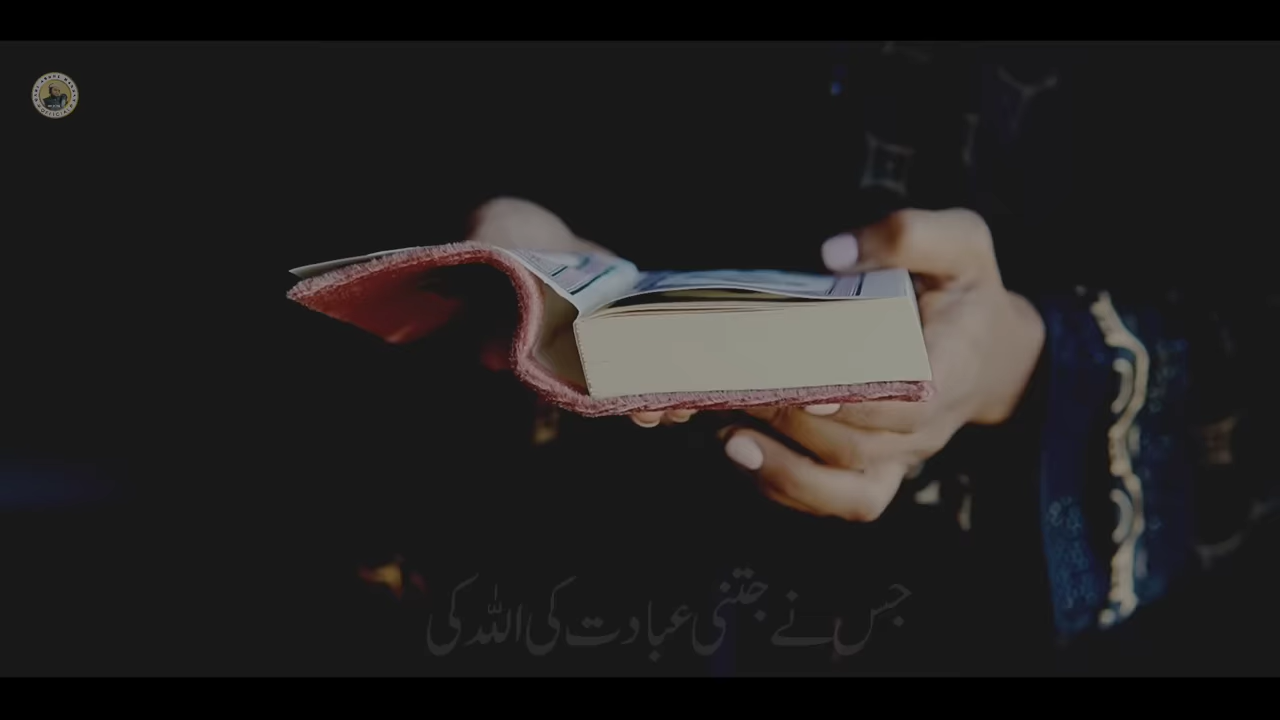 جس نے جتنی عبادت کی اللہ کی